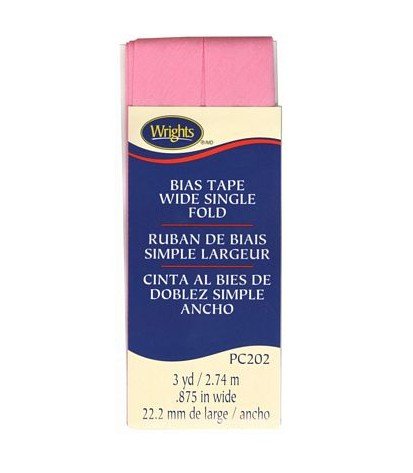 Wrights
BIAS TAPE
WIDE SINGLE
FOLD
RUBAN DE BIAIS
SIMPLE LARGEUR
CINTA AL BIES DE
DOBLEZ SIMPLE
ANCHO
PC202
3 yd / 2.74 m
.875 in wide
22.2 mm de large / ancho